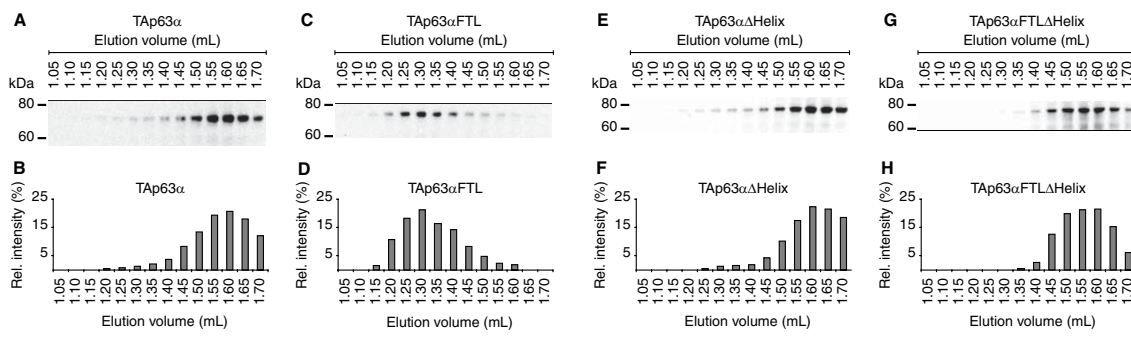 A
TAp63α
Elution volume (mL)
kDa
1.05 1.10 1.15 1.20 1.25 1.30 1.35 1.40 1.45 1.50 1.55 1.60 1.65 1.70
80
60
B
TAp63α
Rel. intensity (%)
25
15
5
1.05 1.10 1.15 1.20 1.25 1.30 1.35 1.40 1.45 1.50 1.55 1.60 1.65 1.70
Elution volume (mL)
C
TAp63αFTL
Elution volume (mL)
kDa
1.05 1.10 1.15 1.20 1.25 1.30 1.35 1.40 1.45 1.50 1.55 1.60 1.65 1.70
80
60
D
TAp63αFTL
Rel. intensity (%)
25
15
5
1.05 1.10 1.15 1.20 1.25 1.30 1.35 1.40 1.45 1.50 1.55 1.60 1.65 1.70
Elution volume (mL)
E
TAp63αΔHelix
Elution volume (mL)
kDa
1.05 1.10 1.15 1.20 1.25 1.30 1.35 1.40 1.45 1.50 1.55 1.60 1.65 1.70
80
60
F
TAp63αΔHelix
Rel. intensity (%)
25
15
5
1.05 1.10 1.15 1.20 1.25 1.30 1.35 1.40 1.45 1.50 1.55 1.60 1.65 1.70
Elution volume (mL)
G
TAp63αFTLΔHelix
Elution volume (mL)
kDa
1.05 1.10 1.15 1.20 1.25 1.30 1.35 1.40 1.45 1.50 1.55 1.60 1.65 1.70
80
60
H
TAp63αFTLΔHelix
Rel. intensity (%)
25
15
5
1.05 1.10 1.15 1.20 1.25 1.30 1.35 1.40 1.45 1.50 1.55 1.60 1.65 1.70
Elution volume (mL)